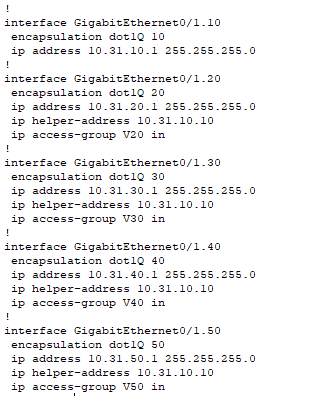 !
interface GigabitEthernet0/1.10
encapsulation dot1Q 10
ip address 10.31.10.1 255.255.255.0
!
interface GigabitEthernet0/1.20
encapsulation dot1Q 20
ip address 10.31.20.1 255.255.255.0
ip helper-address 10.31.10.10
ip access-group V20 in
!
interface GigabitEthernet0/1.30
encapsulation dot1Q 30
ip address 10.31.30.1 255.255.255.0
ip helper-address 10.31.10.10
ip access-group V30 in
!
interface GigabitEthernet0/1.40
encapsulation dot1Q 40
ip address 10.31.40.1 255.255.255.0
ip helper-address 10.31.10.10
ip access-group V40 in
!
interface GigabitEthernet0/1.50
encapsulation dot1Q 50
ip address 10.31.50.1 255.255.255.0
ip helper-address 10.31.10.10
ip access-group V50 in